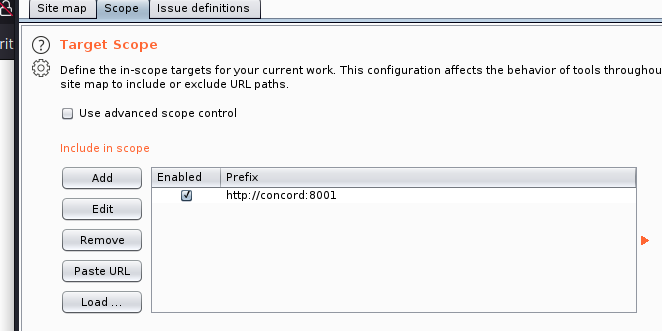 Site map Scope Issue definitions
Target Scope
Define the in-scope targets for your current work. This configuration affects the behavior of tools throughou
site map to include or exclude URL paths.
Use advanced scope control
Include in scope
Add
Edit
Remove
Paste URL
Load ...
Enabled Prefix
http://concord:8001
rit